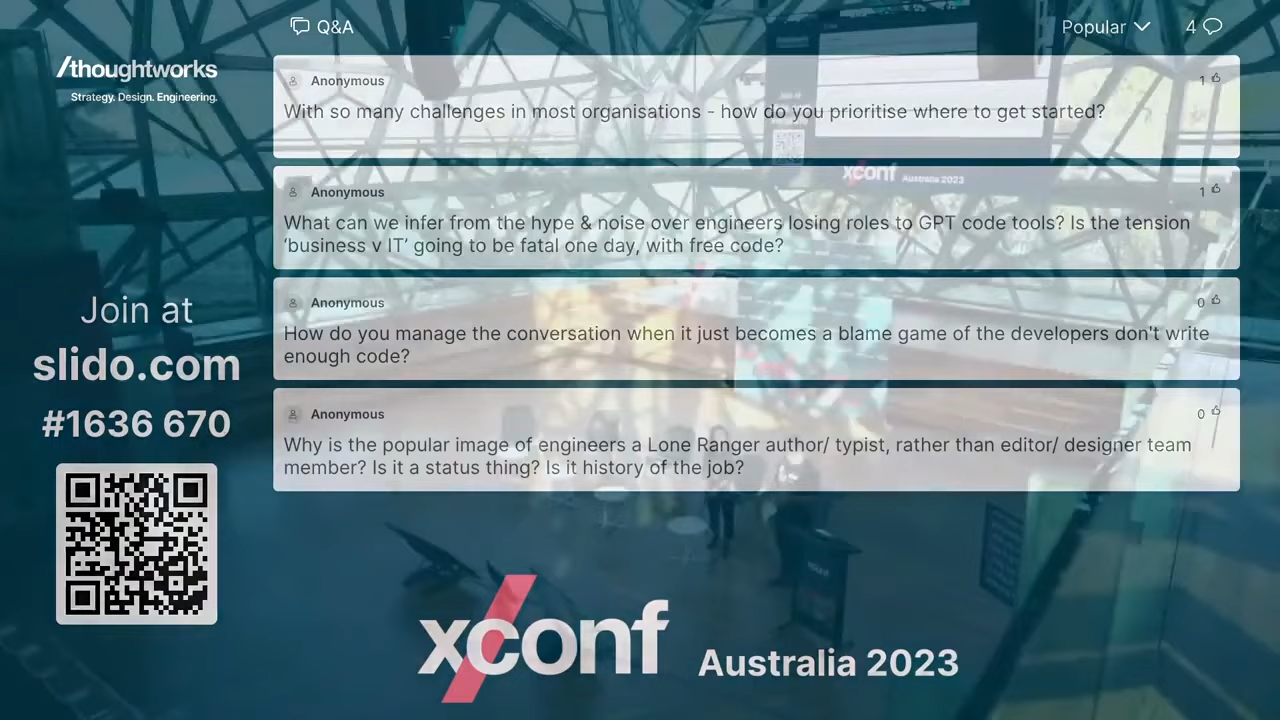 Q&A
Popular
4
/thoughtworks
Strategy. Design. Engineering.
Anonymous
1
With so many challenges in most organisations - how do you prioritise where to get started?
xconf Australia 2023
Anonymous
1
What can we infer from the hype & noise over engineers losing roles to GPT code tools? Is the tension
‘business v IT’ going to be fatal one day, with free code?
Anonymous
0
How do you manage the conversation when it just becomes a blame game of the developers don't write
enough code?
Anonymous
0
Why is the popular image of engineers a Lone Ranger author/ typist, rather than editor/ designer team
member? Is it a status thing? Is it history of the job?
Join at
slido.com
#1636 670
xconf Australia 2023